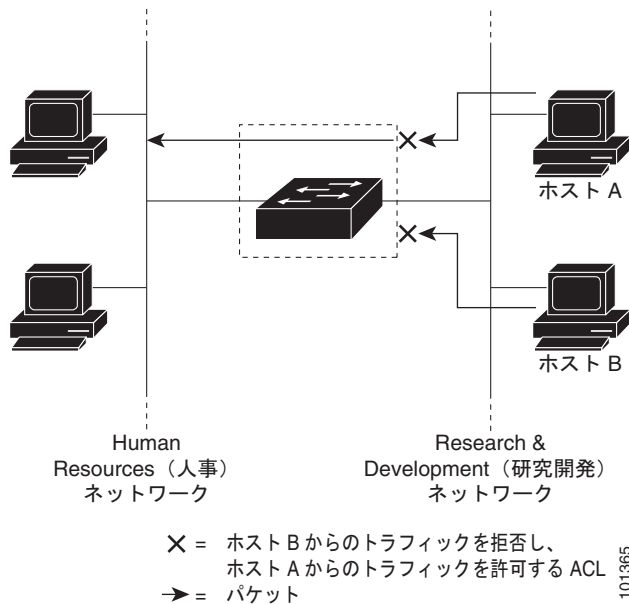 ホスト A
ホスト B
Human
Resources（人事）
ネットワーク
Research &
Development（研究開発）
ネットワーク
✕ = ホスト B からのトラフィックを拒否し、
ホスト A からのトラフィックを許可する ACL
➔ = パケット
101365